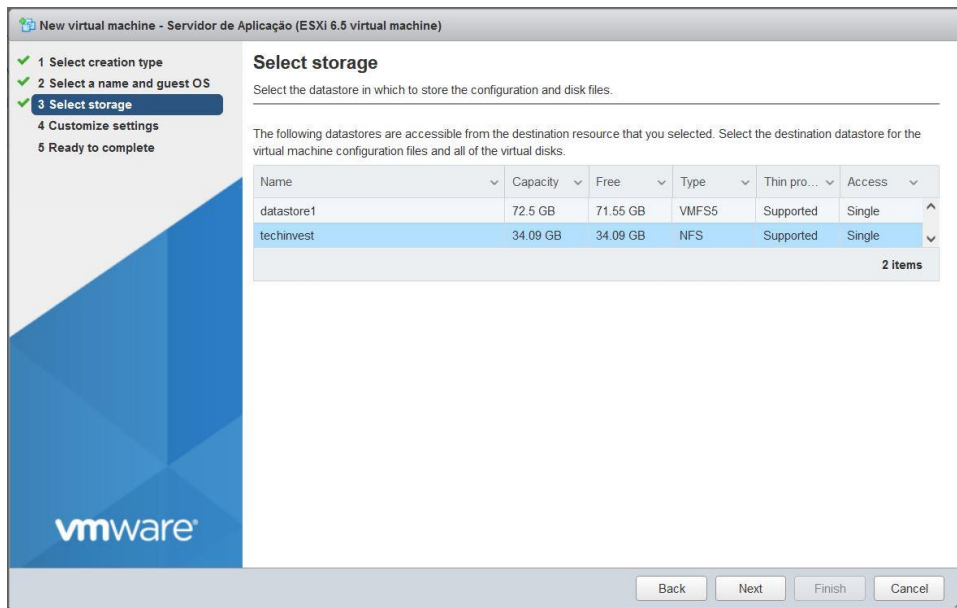 New virtual machine - Servidor de Aplicação (ESXi 6.5 virtual machine)
1 Select creation type
2 Select a name and guest OS
3 Select storage
4 Customize settings
5 Ready to complete
Select storage
Select the datastore in which to store the configuration and disk files.
The following datastores are accessible from the destination resource that you selected. Select the destination datastore for the
virtual machine configuration files and all of the virtual disks.
Name Capacity Free Type Thin pro... Access
datastore1 72.5 GB 71.55 GB VMFS5 Supported Single
techinvest 34.09 GB 34.09 GB NFS Supported Single
2 items
vmware®
Back Next Finish Cancel